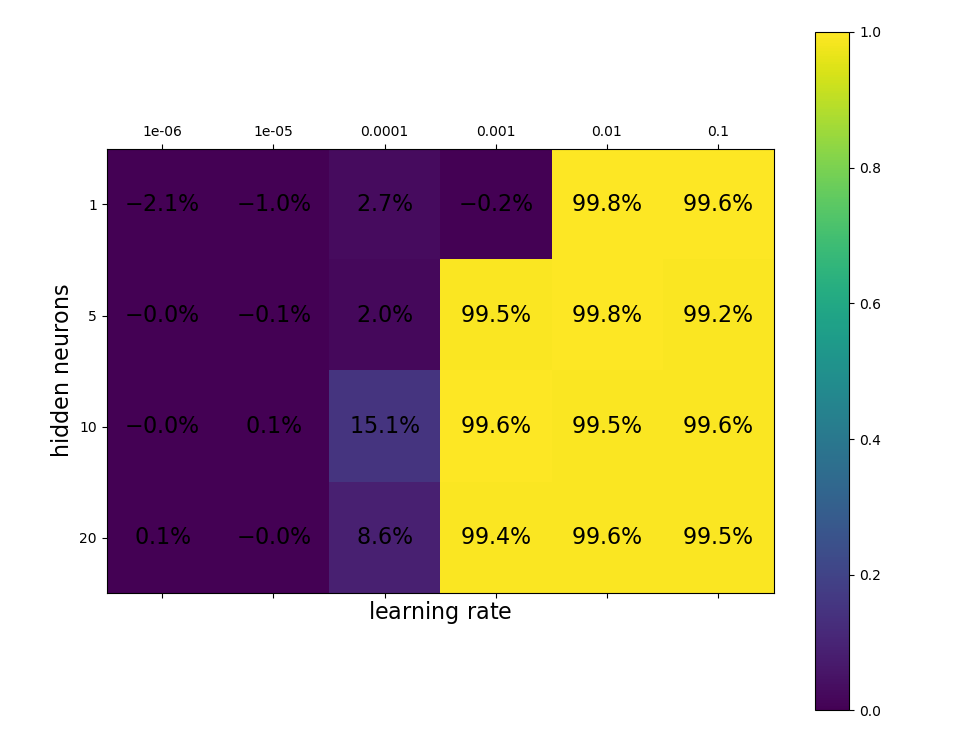 1.0
1e-06 1e-05 0.0001 0.001 0.01 0.1
0.8
1 −2.1% −1.0% 2.7% −0.2% 99.8% 99.6%
5 −0.0% −0.1% 2.0% 99.5% 99.8% 99.2%
0.6
hidden neurons
10 −0.0% 0.1% 15.1% 99.6% 99.5% 99.6%
0.4
20 0.1% −0.0% 8.6% 99.4% 99.6% 99.5%
0.2
learning rate
0.0